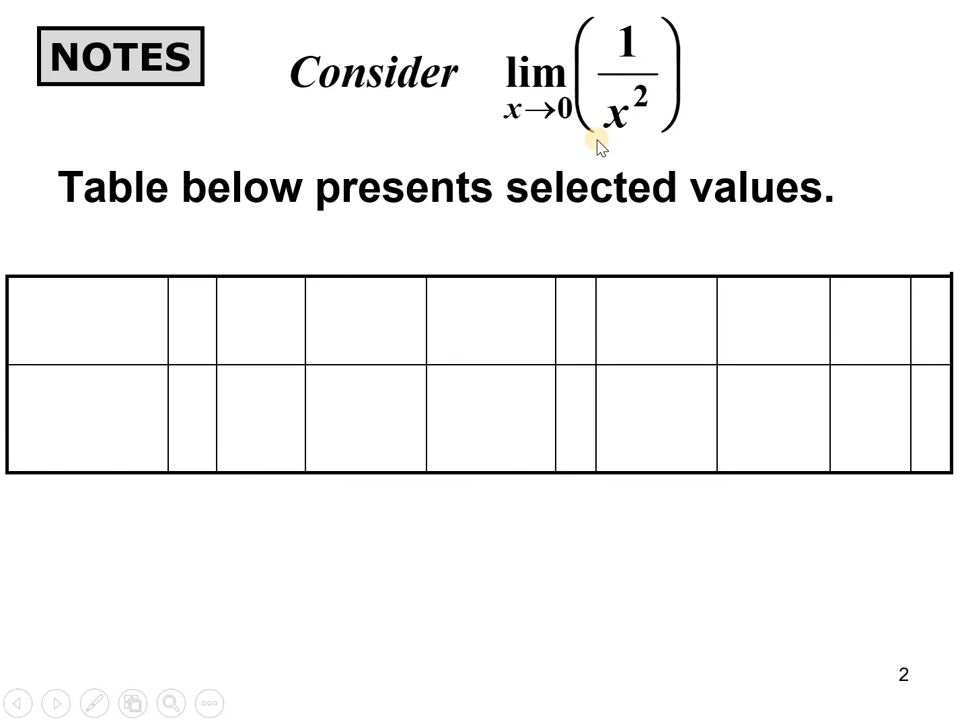 NOTES
Consider lim x→0 (1/x²)
Table below presents selected values.
2